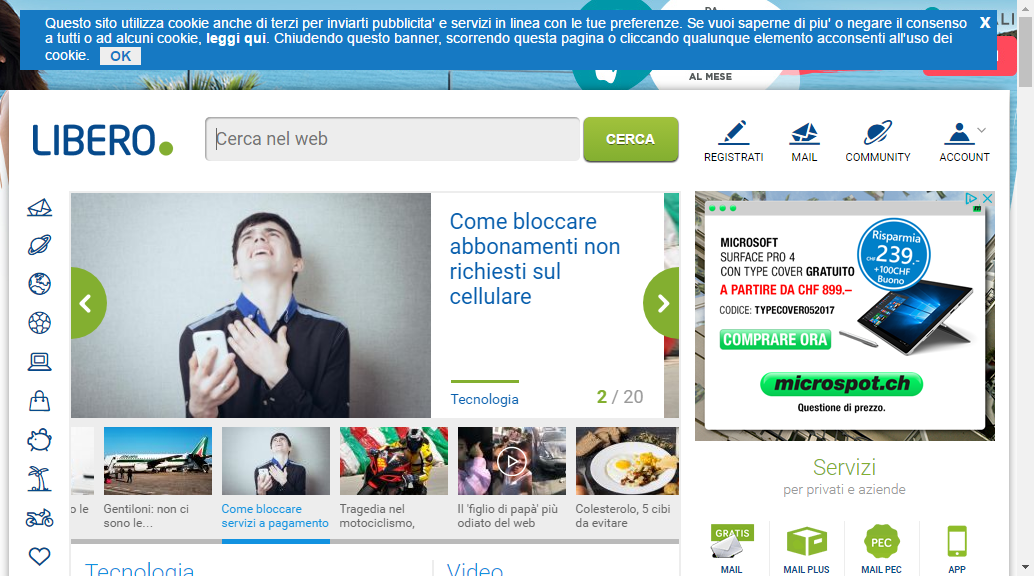 Questo sito utilizza cookie anche di terzi per inviarti pubblicita' e servizi in linea con le tue preferenze. Se vuoi saperne di piu' o negare il consenso
a tutti o ad alcuni cookie, leggi qui. Chiudendo questo banner, scorrendo questa pagina o cliccando qualunque elemento acconsenti all'uso dei
cookie. OK
X
AL MESE
LIBERO.
Cerca nel web
CERCA
REGISTRATI
MAIL
COMMUNITY
ACCOUNT
Come bloccare
abbonamenti non
richiesti sul
cellulare
Tecnologia
2 / 20
MICROSOFT
SURFACE PRO 4
CON TYPE COVER GRATUITO
A PARTIRE DA CHF 899.–
CODICE: TYPECOVER052017
COMPRARE ORA
Risparmia
CHF 239.-
+100CHF
Buono
microspot.ch
Questione di prezzo.
o le
Gentiloni: non ci
sono le...
Come bloccare
servizi a pagamento
Tragedia nel
motociclismo,
Il 'figlio di papà' più
odiato del web
Colesterolo, 5 cibi
da evitare
Servizi
per privati e aziende
GRATIS
MAIL
MAIL PLUS
PEC
MAIL PEC
APP
Tecnologia
Video